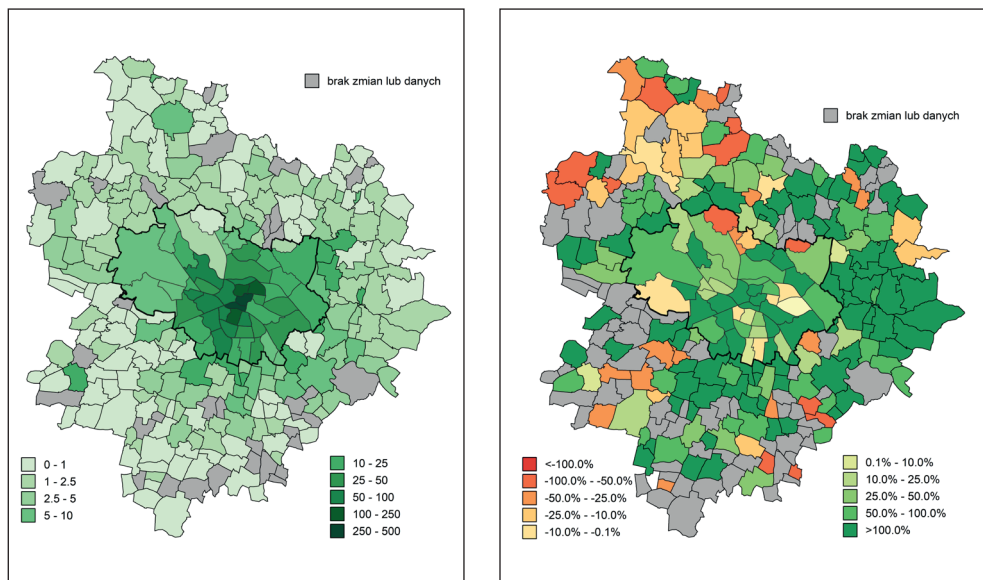 brak zmian lub danych
0 - 1
1 - 2.5
2.5 - 5
5 - 10
10 - 25
25 - 50
50 - 100
100 - 250
250 - 500
brak zmian lub danych
<-100.0%
-100.0% - -50.0%
-50.0% - -25.0%
-25.0% - -10.0%
-10.0% - -0.1%
0.1% - 10.0%
10.0% - 25.0%
25.0% - 50.0%
50.0% - 100.0%
>100.0%